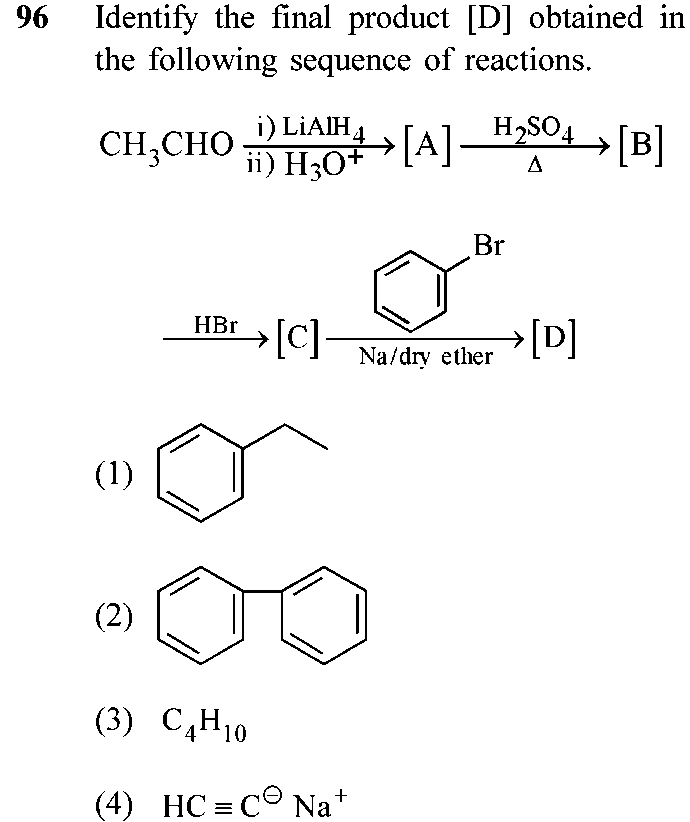 96 Identify the final product [D] obtained in
the following sequence of reactions.
CH₃CHO i) LiAlH₄ ii) H₃O⁺ → [A] H₂SO₄ Δ → [B]
Br
HBr → [C] Na/dry ether → [D]
(1)
(2)
(3) C₄H₁₀
(4) HC ≡ C⊖ Na⁺